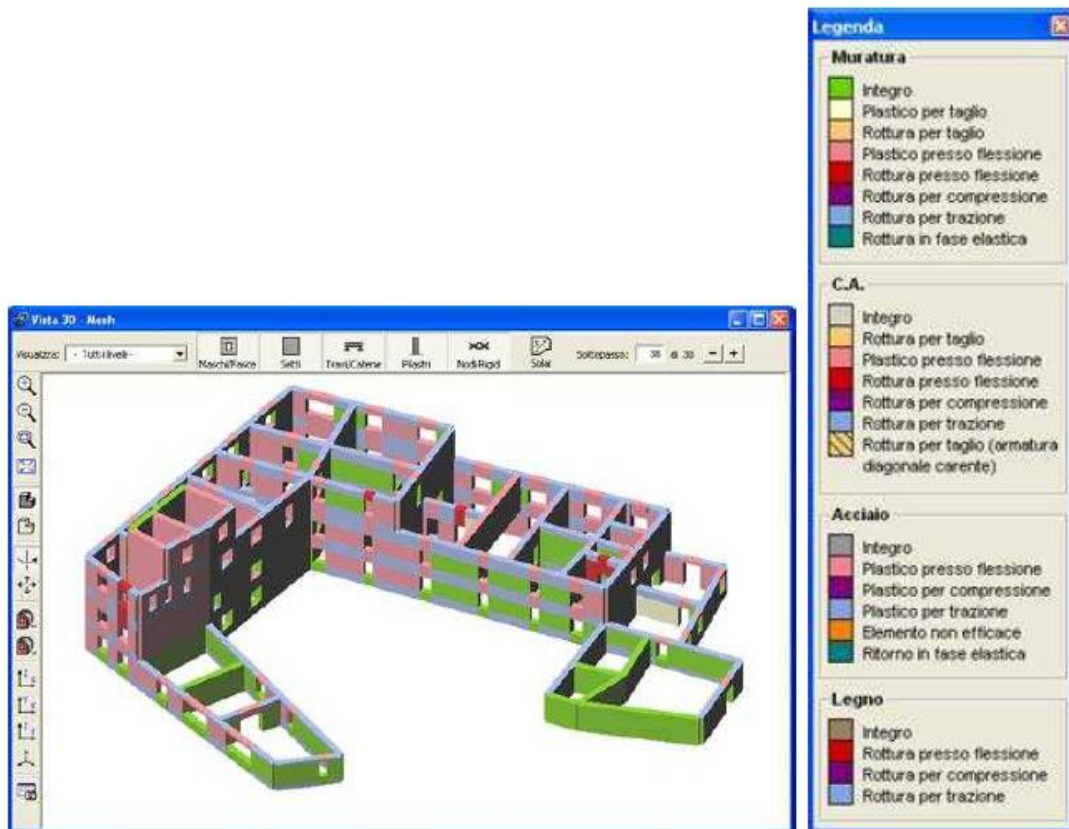 Legenda
Muratura
Integro
Plastico per taglio
Rottura per taglio
Plastico presso flessione
Rottura presso flessione
Rottura per compressione
Rottura per trazione
Rottura in fase elastica
C.A.
Integro
Rottura per taglio
Plastico presso flessione
Rottura presso flessione
Rottura per compressione
Rottura per trazione
Rottura per taglio (armatura
diagonale carente)
Acciaio
Integro
Plastico presso flessione
Plastico per compressione
Plastico per trazione
Elemento non efficace
Ritorno in fase elastica
Legno
Integro
Rottura presso flessione
Rottura per compressione
Rottura per trazione
Vista 3D - Mesh
Visualizza: - Tutti i livelli - Sottopasso: 38 di 38
Maschi/Fasce Setti Travi/Catene Pilastri Nodi Rigidi Solai